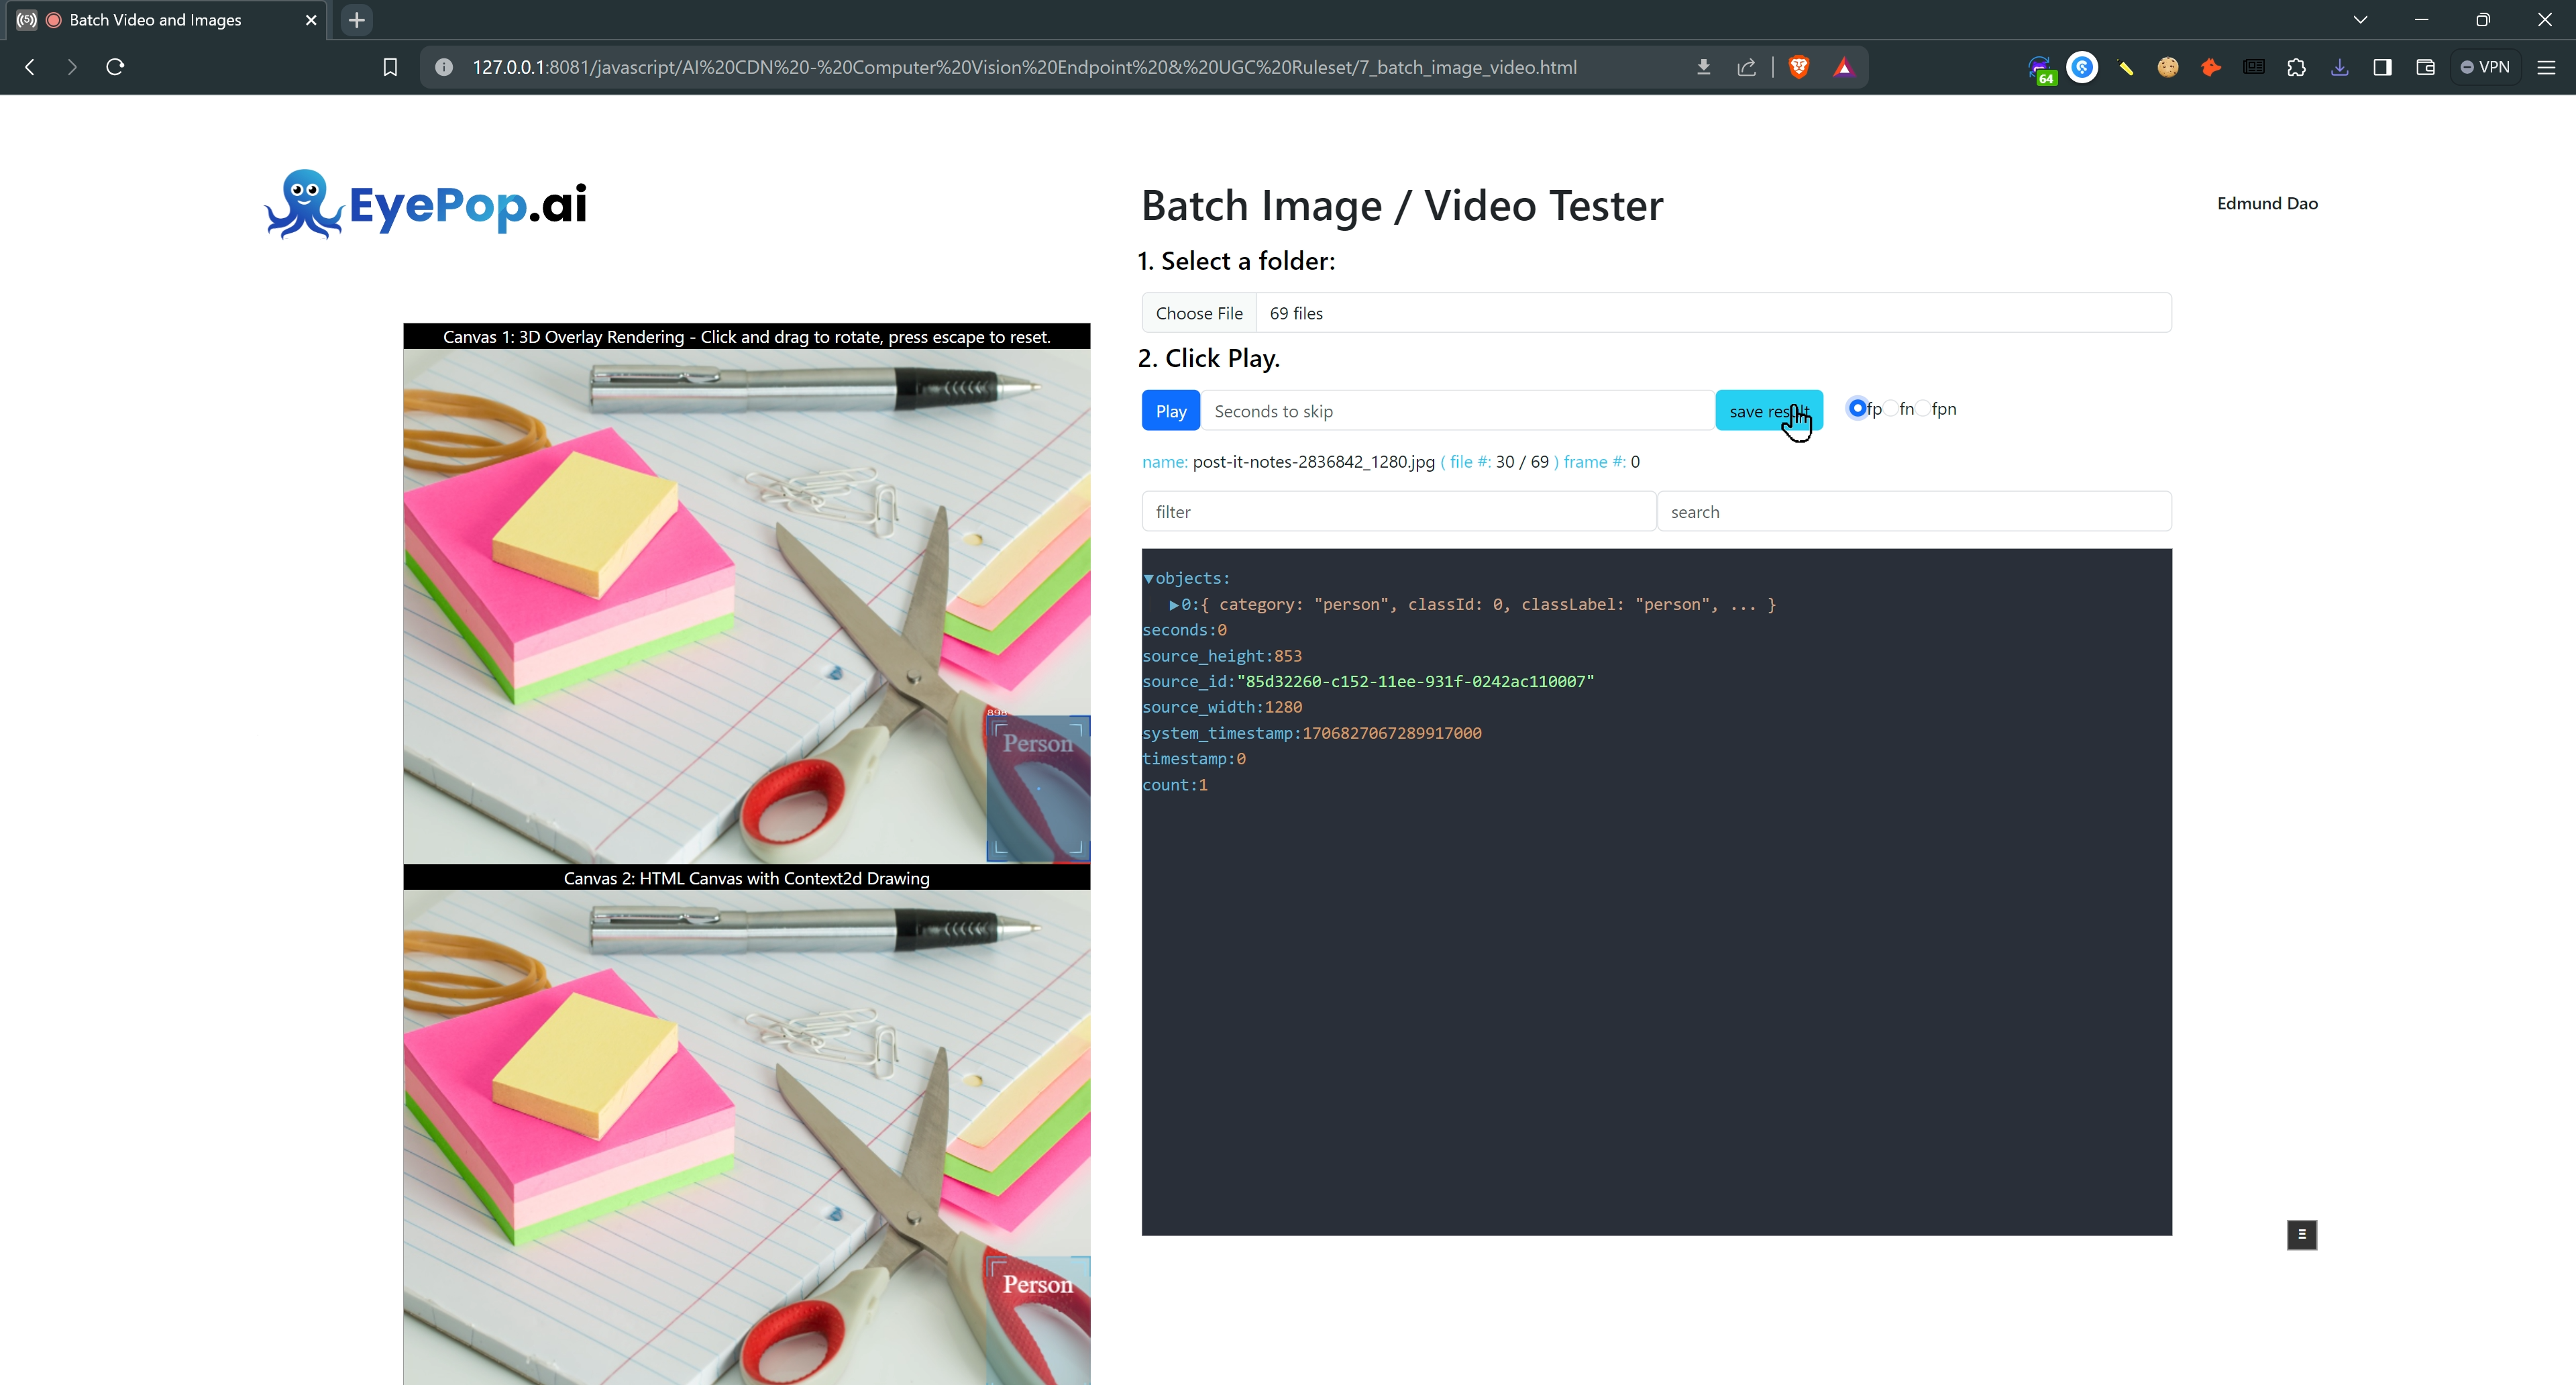 Batch Video and Images
127.0.0.1:8081/javascript/AI%20CDN%20-%20Computer%20Vision%20Endpoint%20&%20UGC%20Ruleset/7_batch_image_video.html
64
VPN
EyePop.ai
Batch Image / Video Tester
Edmund Dao
1. Select a folder:
Choose File 69 files
2. Click Play.
Play Seconds to skip save result fp fn fpn
name: post-it-notes-2836842_1280.jpg ( file #: 30 / 69 ) frame #: 0
filter search
▼objects:
▶0:{ category: "person", classId: 0, classLabel: "person", ... }
seconds:0
source_height:853
source_id:"85d32260-c152-11ee-931f-0242ac110007"
source_width:1280
system_timestamp:1706827067289917000
timestamp:0
count:1
Canvas 1: 3D Overlay Rendering - Click and drag to rotate, press escape to reset.
898
Person
Canvas 2: HTML Canvas with Context2d Drawing
Person